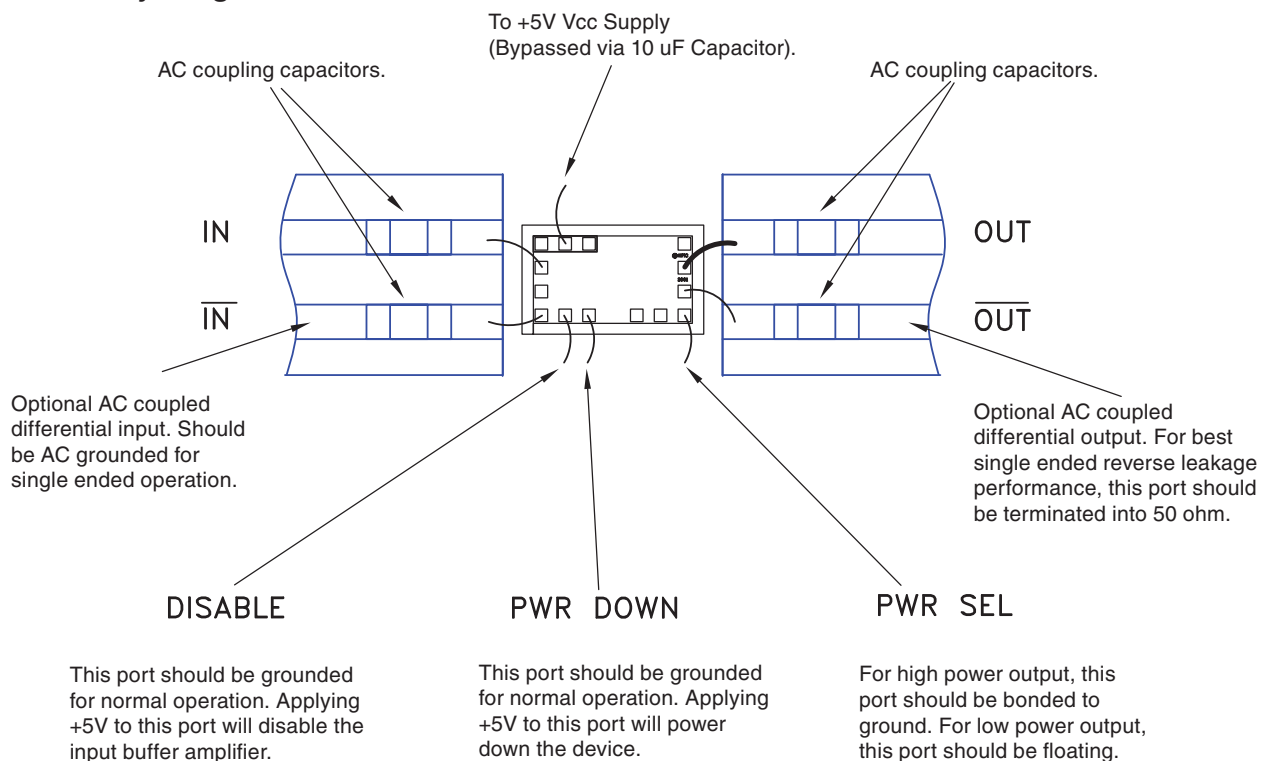 To +5V Vcc Supply
(Bypassed via 10 uF Capacitor).
AC coupling capacitors.
AC coupling capacitors.
IN
OUT
IN
OUT
Optional AC coupled
differential input. Should
be AC grounded for
single ended operation.
Optional AC coupled
differential output. For best
single ended reverse leakage
performance, this port should
be terminated into 50 ohm.
DISABLE
PWR DOWN
PWR SEL
This port should be grounded
for normal operation. Applying
+5V to this port will disable the
input buffer amplifier.
This port should be grounded
for normal operation. Applying
+5V to this port will power
down the device.
For high power output, this
port should be bonded to
ground. For low power output,
this port should be floating.